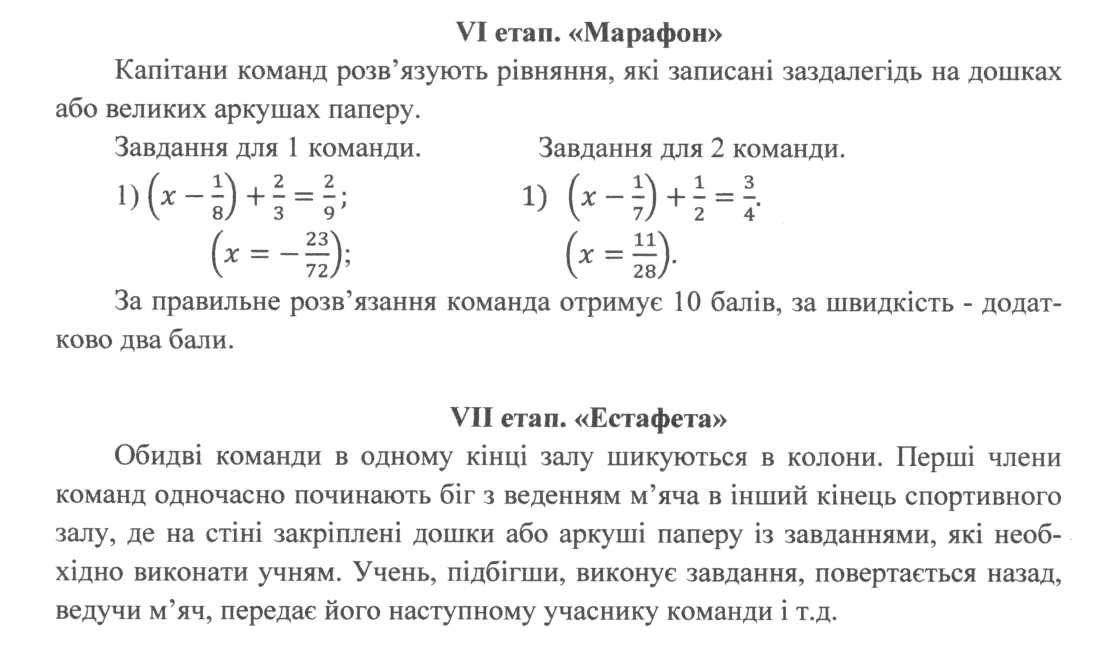 VI етап. «Марафон»
Капітани команд розв’язують рівняння, які записані заздалегідь на дошках
або великих аркушах паперу.
Завдання для 1 команди. Завдання для 2 команди.
1) (x − 1/8) + 2/3 = 2/9; 1) (x − 1/7) + 1/2 = 3/4.
(x = − 23/72); (x = 11/28).
За правильне розв’язання команда отримує 10 балів, за швидкість - додат-
ково два бали.
VII етап. «Естафета»
Обидві команди в одному кінці залу шикуються в колони. Перші члени
команд одночасно починають біг з веденням м’яча в інший кінець спортивного
залу, де на стіні закріплені дошки або аркуші паперу із завданнями, які необ-
хідно виконати учням. Учень, підбігши, виконує завдання, повертається назад,
ведучи м’яч, передає його наступному учаснику команди і т.д.